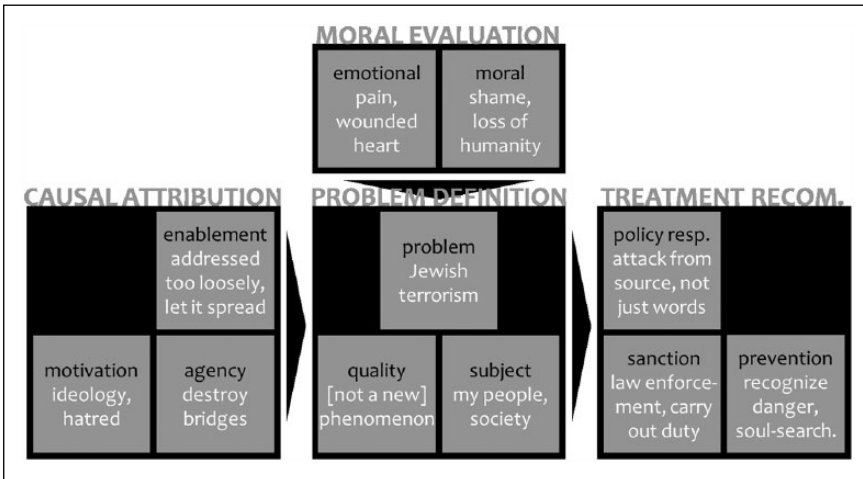 MORAL EVALUATION
emotional
pain,
wounded
heart
moral
shame,
loss of
humanity
CAUSAL ATTRIBUTION
enablement
addressed
too loosely,
let it spread
motivation
ideology,
hatred
agency
destroy
bridges
PROBLEM DEFINITION
problem
Jewish
terrorism
quality
[not a new]
phenomenon
subject
my people,
society
TREATMENT RECOM.
policy resp.
attack from
source, not
just words
sanction
law enforce-
ment, carry
out duty
prevention
recognize
danger,
soul-search.